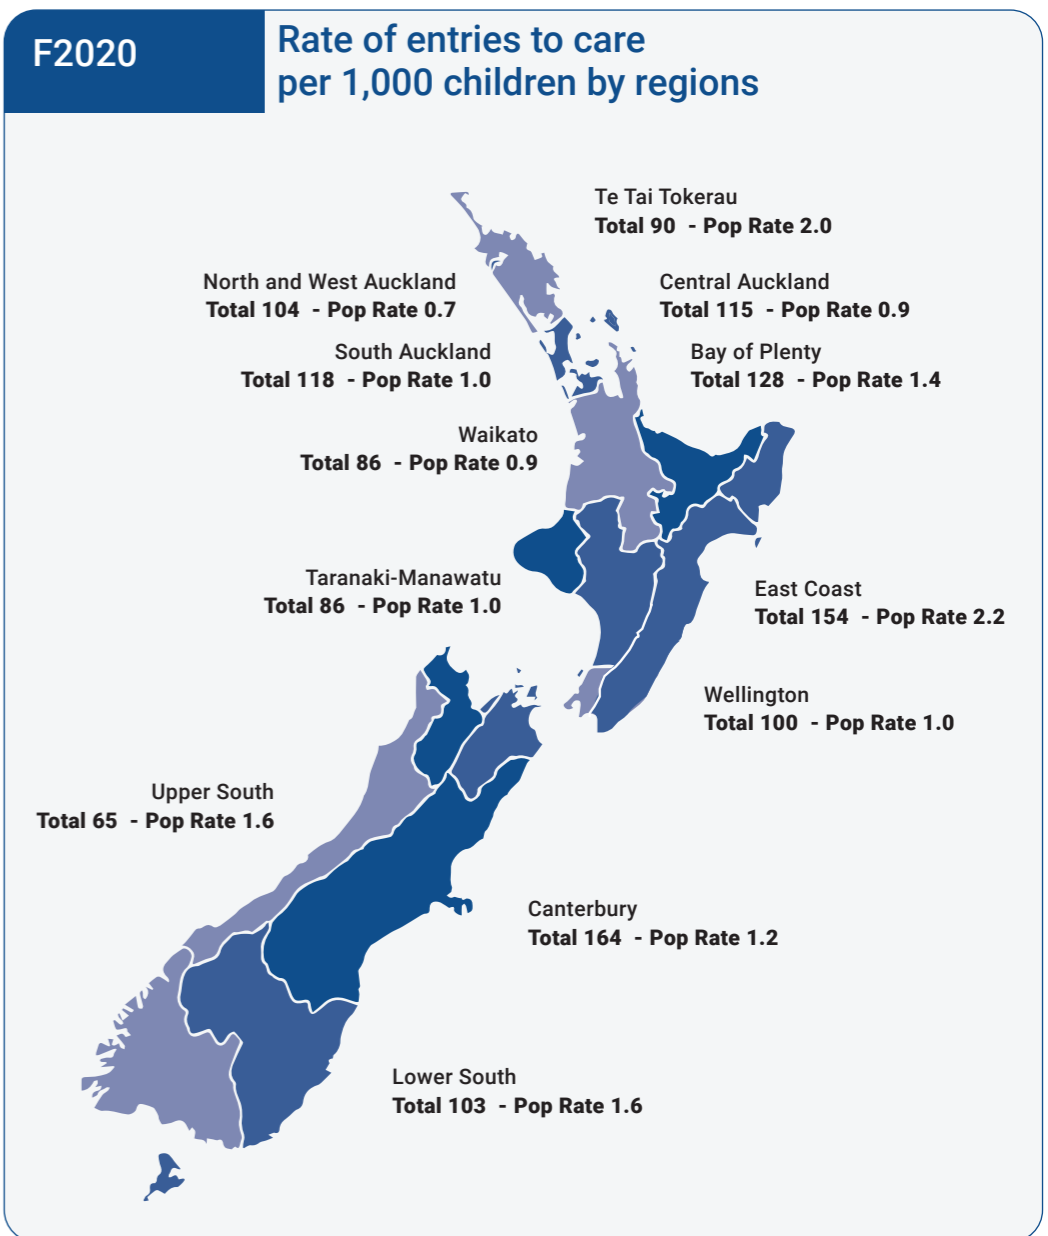 F2020
Rate of entries to care
per 1,000 children by regions
Te Tai Tokerau
Total 90 - Pop Rate 2.0
North and West Auckland
Total 104 - Pop Rate 0.7
Central Auckland
Total 115 - Pop Rate 0.9
South Auckland
Total 118 - Pop Rate 1.0
Bay of Plenty
Total 128 - Pop Rate 1.4
Waikato
Total 86 - Pop Rate 0.9
Taranaki-Manawatu
Total 86 - Pop Rate 1.0
East Coast
Total 154 - Pop Rate 2.2
Wellington
Total 100 - Pop Rate 1.0
Upper South
Total 65 - Pop Rate 1.6
Canterbury
Total 164 - Pop Rate 1.2
Lower South
Total 103 - Pop Rate 1.6